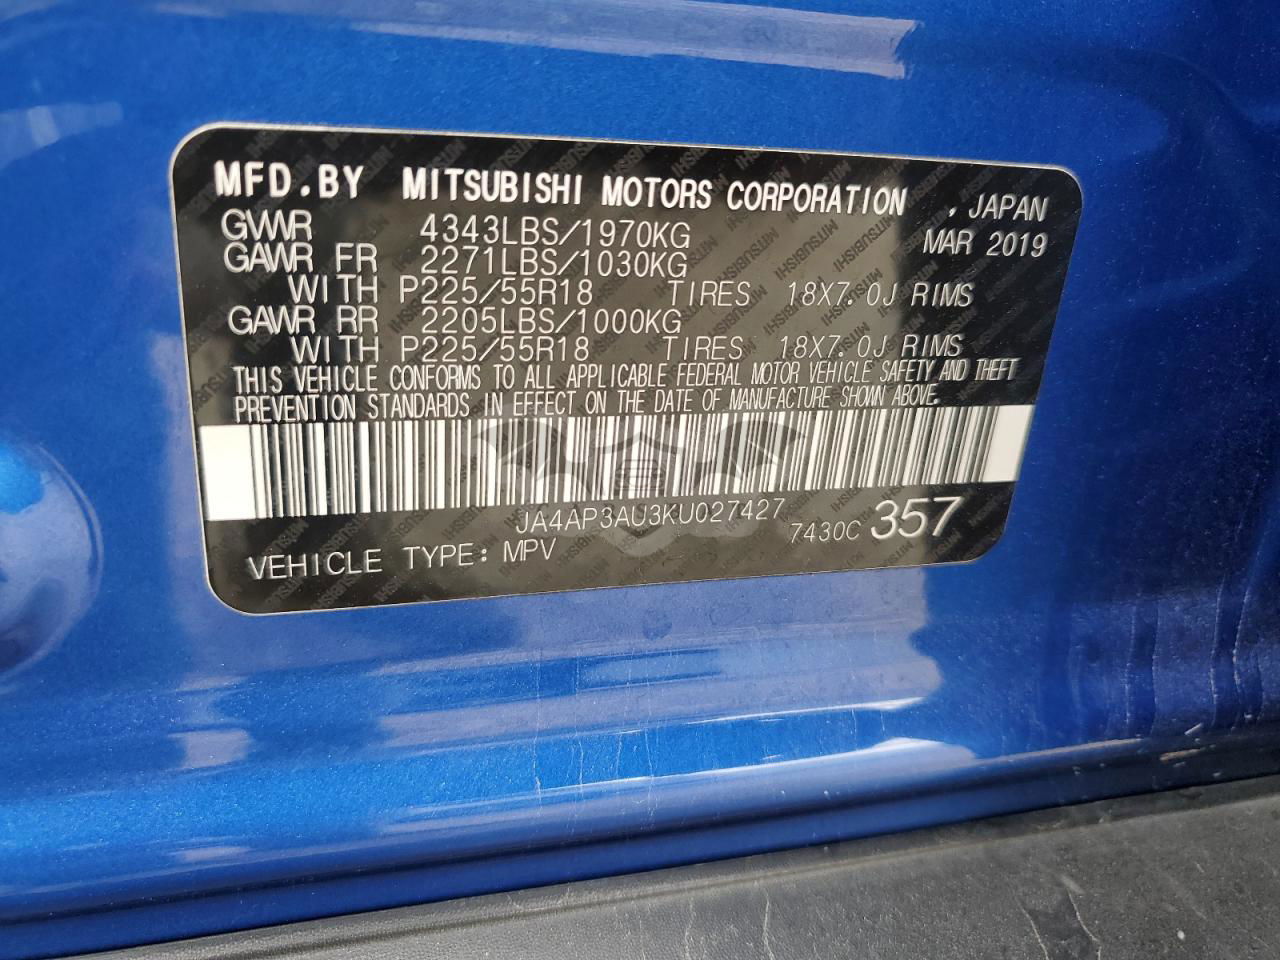 MFD.BY MITSUBISHI MOTORS CORPORATION , JAPAN
GVWR 4343LBS/1970KG MAR 2019
GAWR FR 2271LBS/1030KG
WITH P225/55R18 TIRES 18X7.0J RIMS
GAWR RR 2205LBS/1000KG
WITH P225/55R18 TIRES 18X7.0J RIMS
THIS VEHICLE CONFORMS TO ALL APPLICABLE FEDERAL MOTOR VEHICLE SAFETY AND THEFT
PREVENTION STANDARDS IN EFFECT ON THE DATE OF MANUFACTURE SHOWN ABOVE.
JA4AP3AU3KU027427
VEHICLE TYPE: MPV 7430C 357